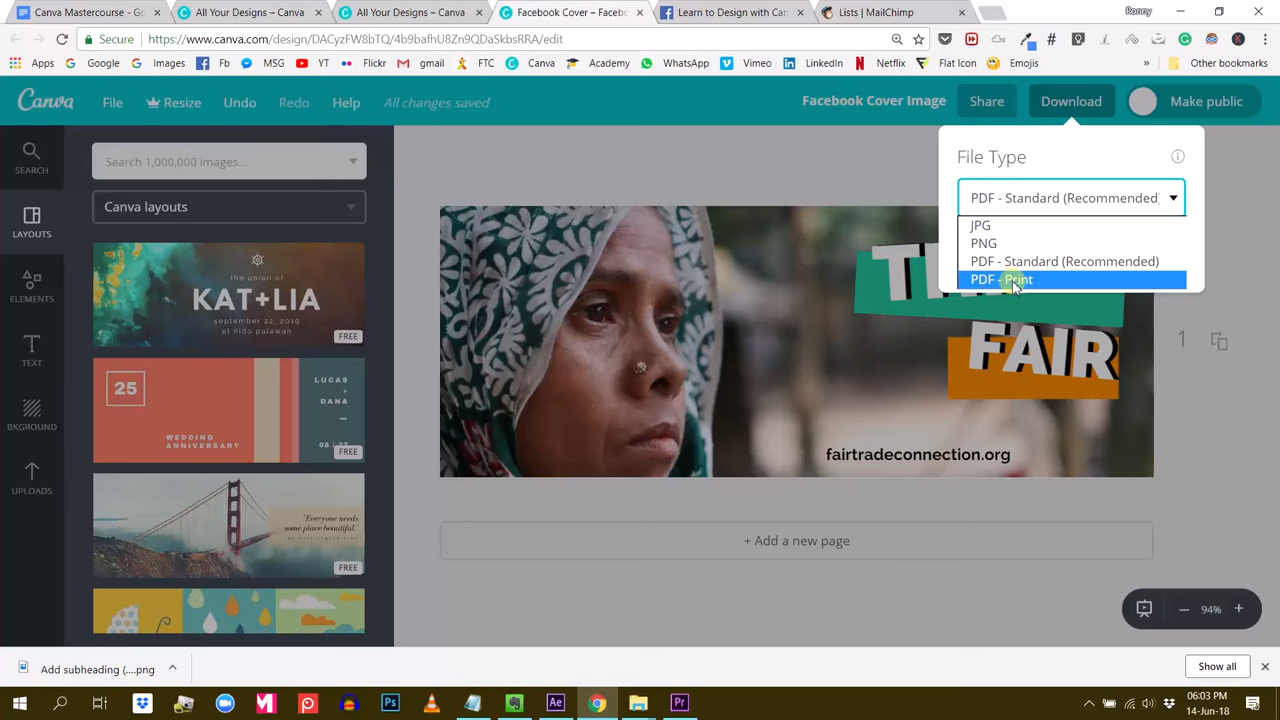 Canva Mastercourse - Go
All Your Designs – Canv
All Your Designs – Canv
Facebook Cover – Faceb
Learn to Design with Can
Lists | MailChimp
Ronny
Secure
https://www.canva.com/design/DACyzFW8bTQ/4b9bafhU8Zn9QDaSkbsRRA/edit
Apps
Google
Images
Fb
MSG
YT
Flickr
gmail
FTC
Canva
Academy
WhatsApp
Vimeo
LinkedIn
Netflix
Flat Icon
Emojis
»
Other bookmarks
Canva
File
Resize
Undo
Redo
Help
All changes saved
Facebook Cover Image
Share
Download
Make public
SEARCH
LAYOUTS
ELEMENTS
TEXT
BKGROUND
UPLOADS
Search 1,000,000 images...
Canva layouts
the union of
KAT+LIA
september 22, 2019
el nido palawan
FREE
25
LUCAS
+
DANA
WEDDING
ANNIVERSARY
FREE
"Everyone needs
some place beautiful."
FREE
File Type
PDF - Standard (Recommended)
JPG
PNG
PDF - Standard (Recommended)
PDF - Print
FAIR
fairtradeconnection.org
1
+ Add a new page
94%
Add subheading (....png
Show all
Ps
Ae
Pr
06:03 PM
14-Jun-18